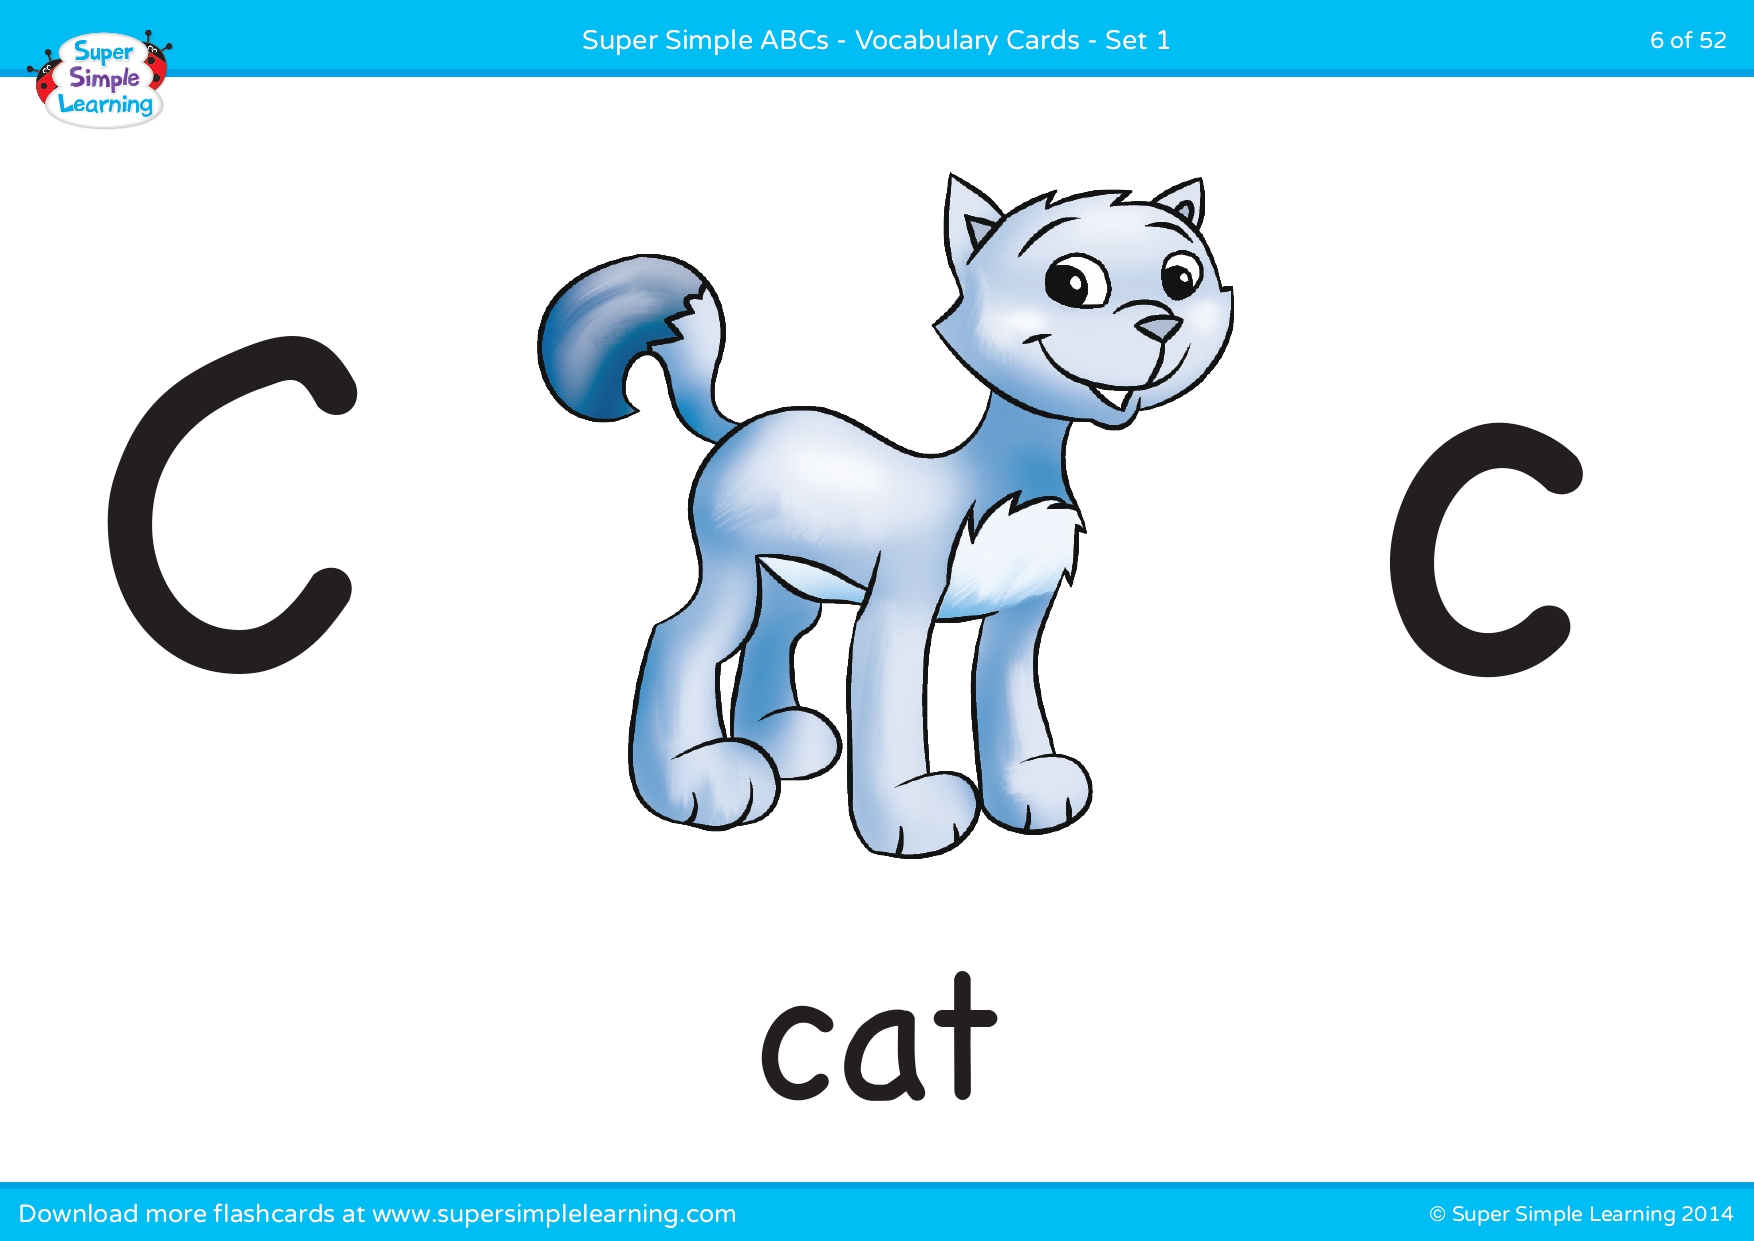 Super Simple ABCs - Vocabulary Cards - Set 1
6 of 52
Super
Simple
Learning
C
c
cat
Download more flashcards at www.supersimplelearning.com
© Super Simple Learning 2014